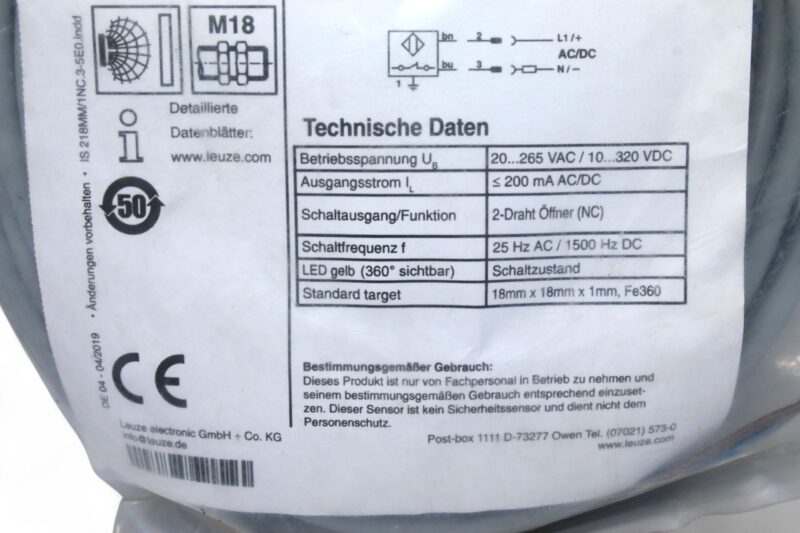 M18
Detaillierte
Datenblätter:
www.leuze.com
50
bn 2 L1/+
AC/DC
bu 3 N/–
1
Technische Daten
Betriebsspannung UB 20...265 VAC / 10...320 VDC
Ausgangsstrom IL ≤ 200 mA AC/DC
Schaltausgang/Funktion 2-Draht Öffner (NC)
Schaltfrequenz f 25 Hz AC / 1500 Hz DC
LED gelb (360° sichtbar) Schaltzustand
Standard target 18mm x 18mm x 1mm, Fe360
Bestimmungsgemäßer Gebrauch:
Dieses Produkt ist nur von Fachpersonal in Betrieb zu nehmen und
seinem bestimmungsgemäßen Gebrauch entsprechend einzuset-
zen. Dieser Sensor ist kein Sicherheitssensor und dient nicht dem
Personenschutz.
CE
Leuze electronic GmbH + Co. KG
info@leuze.de
Post-box 1111 D-73277 Owen Tel. (07021) 573-0
www.leuze.com
DE 04 - 04/2019 • Änderungen vorbehalten • IS 218MM/1NC.3-5E0.indd